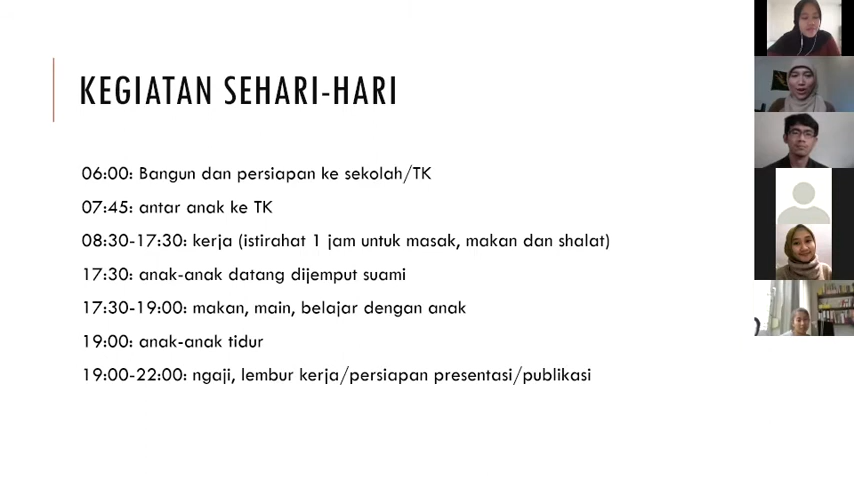 KEGIATAN SEHARI-HARI
06:00: Bangun dan persiapan ke sekolah/TK
07:45: antar anak ke TK
08:30-17:30: kerja (istirahat 1 jam untuk masak, makan dan shalat)
17:30: anak-anak datang dijemput suami
17:30-19:00: makan, main, belajar dengan anak
19:00: anak-anak tidur
19:00-22:00: ngaji, lembur kerja/persiapan presentasi/publikasi